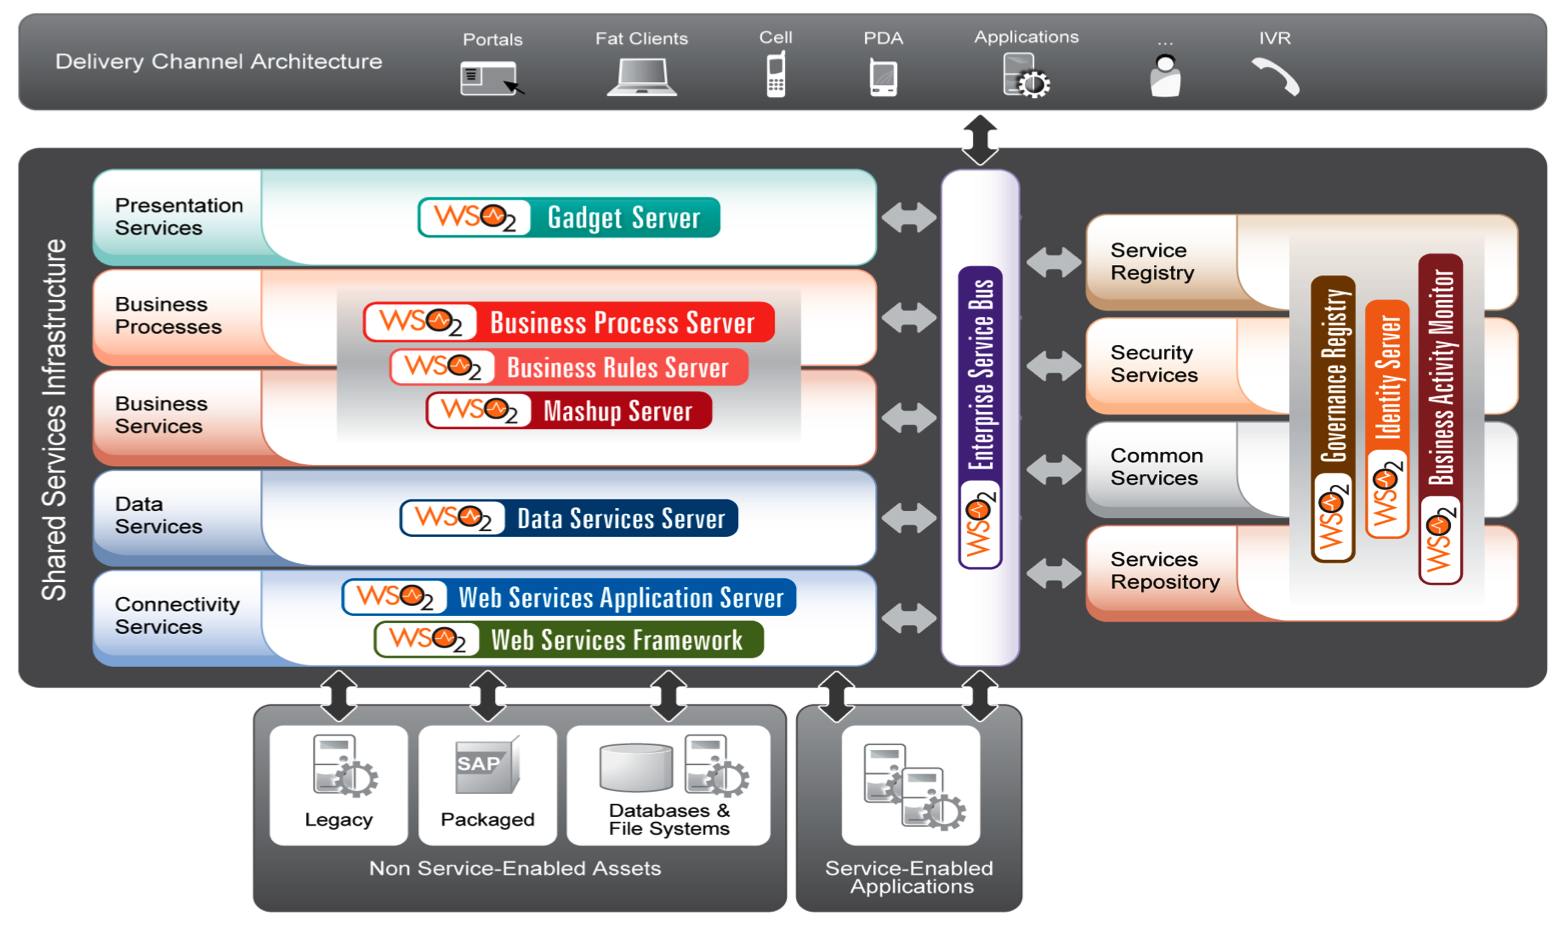 Delivery Channel Architecture
Portals
Fat Clients
Cell
PDA
Applications
...
IVR
Shared Services Infrastructure
Presentation
Services
WSO2 Gadget Server
Business
Processes
WSO2 Business Process Server
WSO2 Business Rules Server
WSO2 Mashup Server
Business
Services
Data
Services
WSO2 Data Services Server
Connectivity
Services
WSO2 Web Services Application Server
WSO2 Web Services Framework
WSO2 Enterprise Service Bus
Service
Registry
Security
Services
Common
Services
Services
Repository
WSO2 Governance Registry
WSO2 Identity Server
WSO2 Business Activity Monitor
Legacy
SAP
Packaged
Databases &
File Systems
Non Service-Enabled Assets
Service-Enabled
Applications